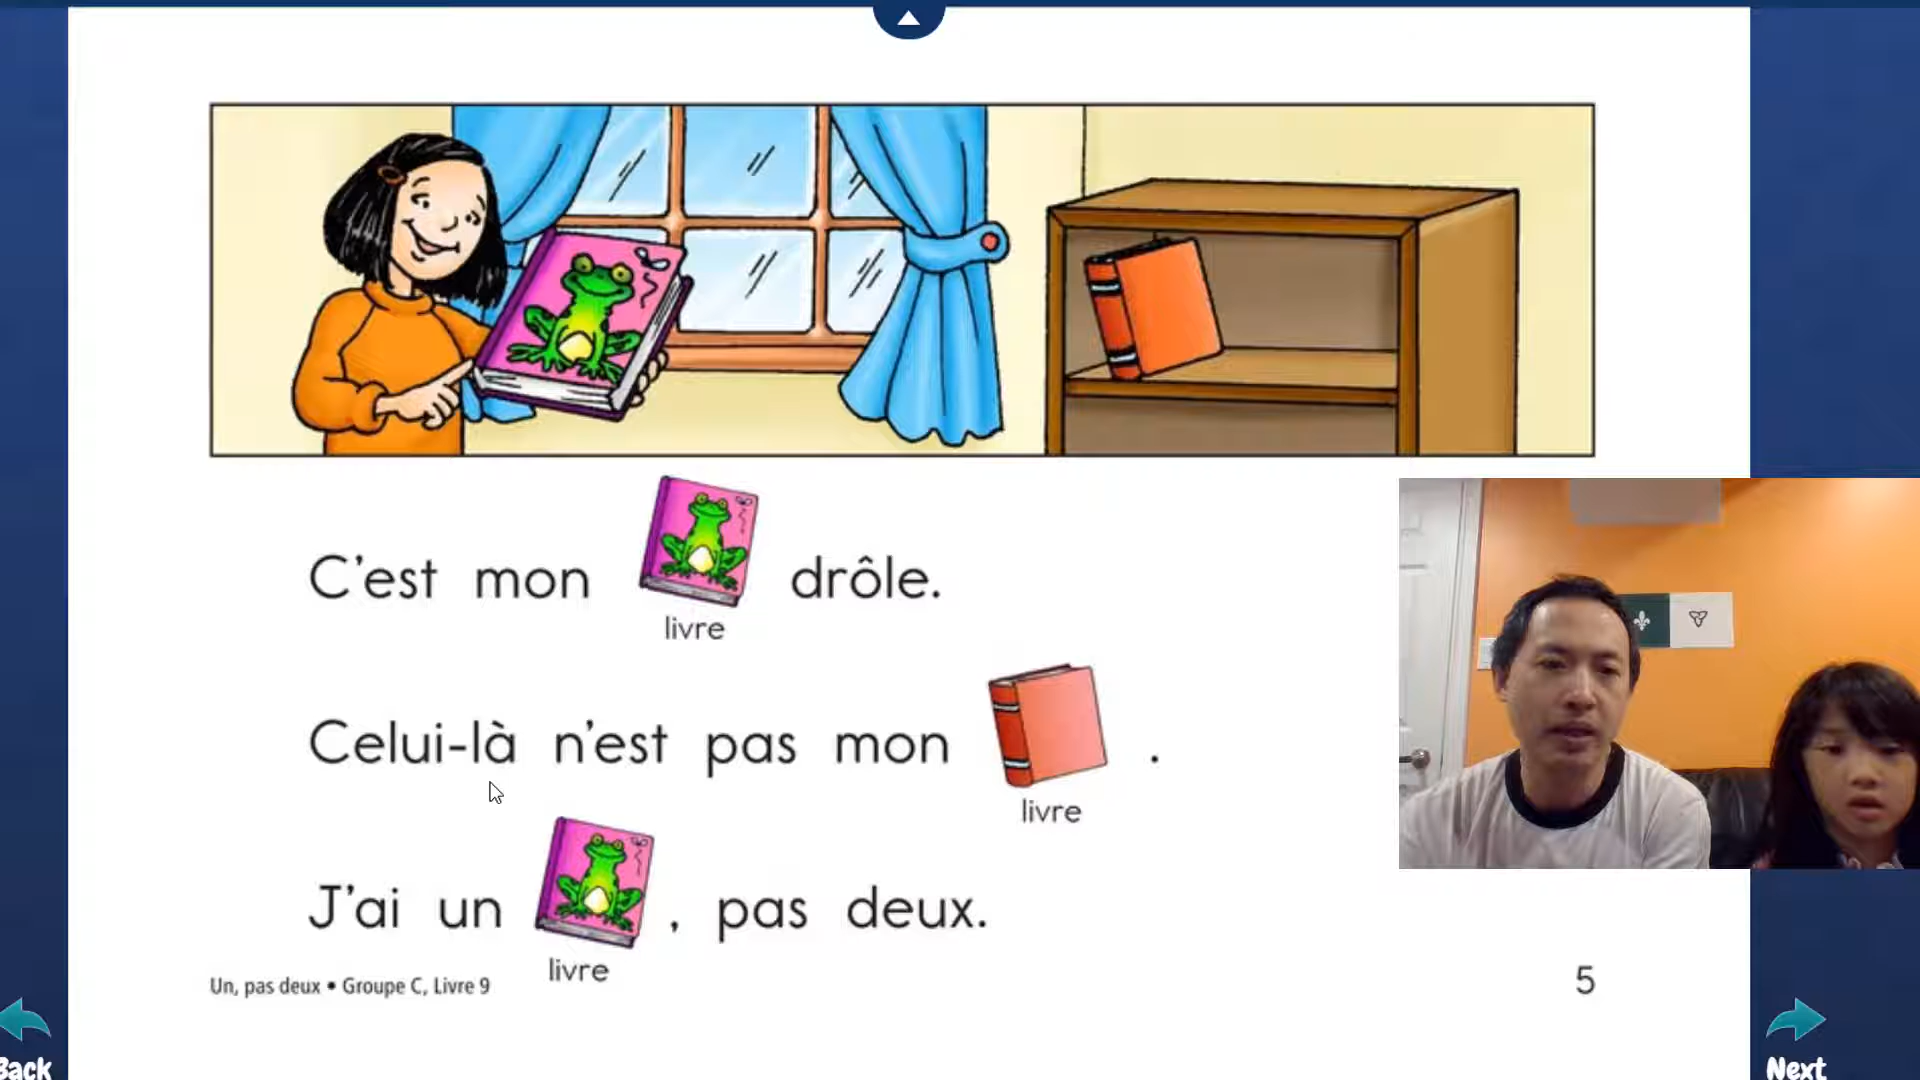 C'est mon drôle.
livre
Celui-là n'est pas mon .
livre
J'ai un , pas deux.
livre
Un, pas deux • Groupe C, Livre 9
5
Back
Next